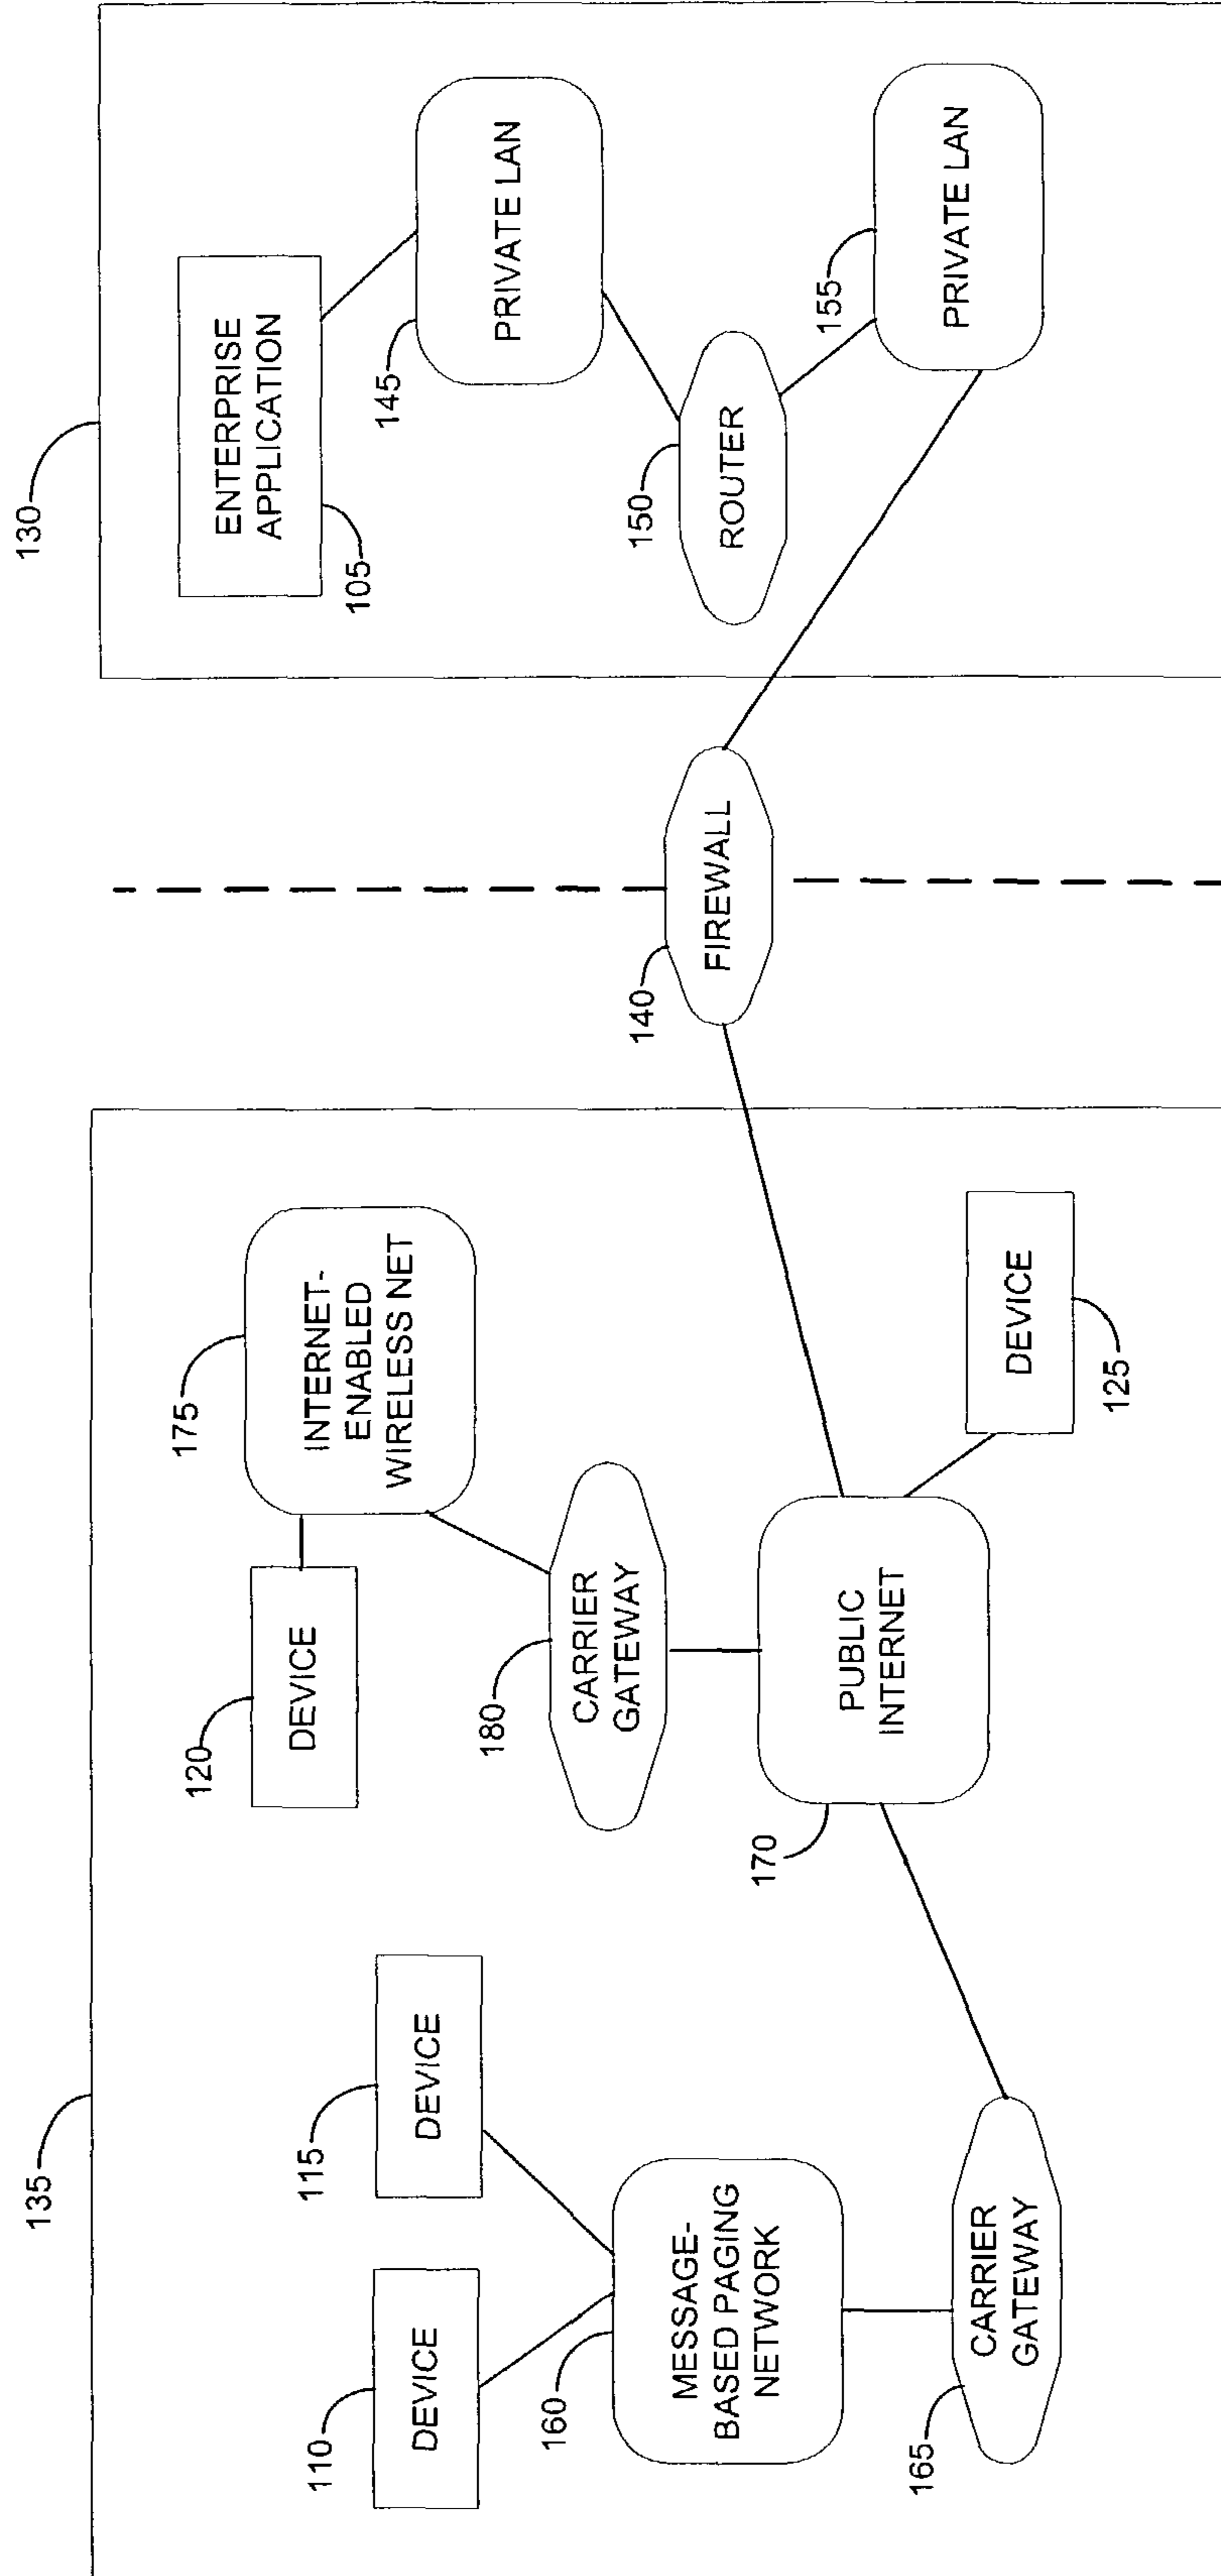 135
130
110
DEVICE
115
DEVICE
120
DEVICE
175
INTERNET-
ENABLED
WIRELESS NET
160
MESSAGE-
BASED PAGING
NETWORK
180
CARRIER
GATEWAY
165
CARRIER
GATEWAY
170
PUBLIC
INTERNET
DEVICE
125
140
FIREWALL
ENTERPRISE
APPLICATION
105
145
PRIVATE LAN
150
ROUTER
155
PRIVATE LAN